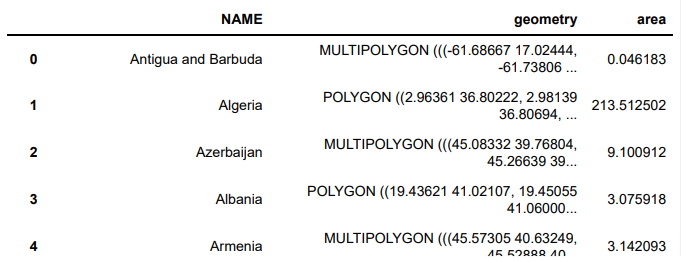 NAME geometry area
0 Antigua and Barbuda MULTIPOLYGON (((-61.68667 17.02444, -61.73806 ... 0.046183
1 Algeria POLYGON ((2.96361 36.80222, 2.98139 36.80694, ... 213.512502
2 Azerbaijan MULTIPOLYGON (((45.08332 39.76804, 45.26639 39... 9.100912
3 Albania POLYGON ((19.43621 41.02107, 19.45055 41.06000... 3.075918
4 Armenia MULTIPOLYGON (((45.57305 40.63249, 45.52888 40... 3.142093